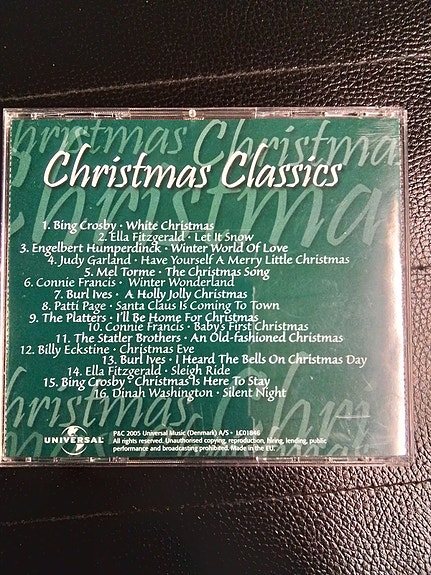 Christmas Christmas
Christmas
Christmas Classics
1. Bing Crosby · White Christmas
2. Ella Fitzgerald · Let It Snow
3. Engelbert Humperdinck · Winter World Of Love
4. Judy Garland · Have Yourself A Merry Little Christmas
5. Mel Torme · The Christmas Song
6. Connie Francis · Winter Wonderland
7. Burl Ives · A Holly Jolly Christmas
8. Patti Page · Santa Claus Is Coming To Town
9. The Platters · I'll Be Home For Christmas
10. Connie Francis · Baby's First Christmas
11. The Statler Brothers · An Old-fashioned Christmas
12. Billy Eckstine · Christmas Eve
13. Burl Ives · I Heard The Bells On Christmas Day
14. Ella Fitzgerald · Sleigh Ride
15. Bing Crosby · Christmas Is Here To Stay
16. Dinah Washington · Silent Night
UNIVERSAL
P&C 2005 Universal Music (Denmark) A/S · LC01846
All rights reserved. Unauthorised copying, reproduction, hiring, lending, public
performance and broadcasting prohibited. Made in the EU.